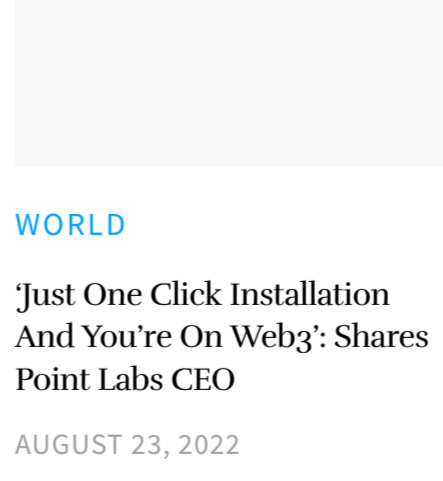 WORLD
‘Just One Click Installation
And You’re On Web3’: Shares
Point Labs CEO
AUGUST 23, 2022